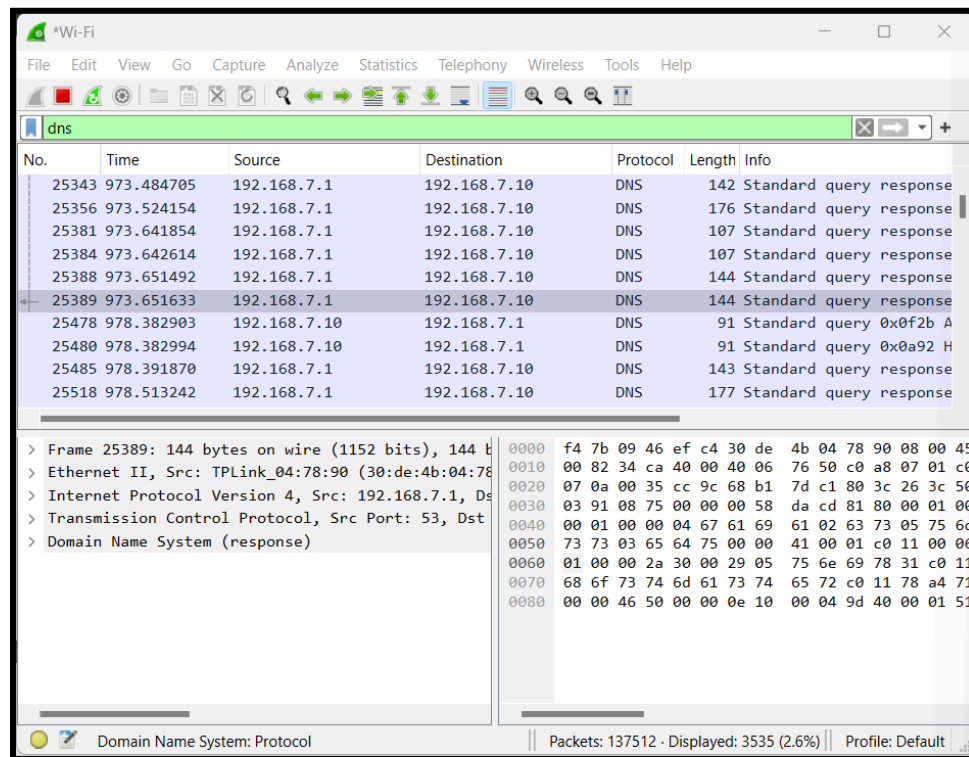 *Wi-Fi
File Edit View Go Capture Analyze Statistics Telephony Wireless Tools Help
dns
No. Time Source Destination Protocol Length Info
25343 973.484705 192.168.7.1 192.168.7.10 DNS 142 Standard query response
25356 973.524154 192.168.7.1 192.168.7.10 DNS 176 Standard query response
25381 973.641854 192.168.7.1 192.168.7.10 DNS 107 Standard query response
25384 973.642614 192.168.7.1 192.168.7.10 DNS 107 Standard query response
25388 973.651492 192.168.7.1 192.168.7.10 DNS 144 Standard query response
25389 973.651633 192.168.7.1 192.168.7.10 DNS 144 Standard query response
25478 978.382903 192.168.7.10 192.168.7.1 DNS 91 Standard query 0x0f2b A
25480 978.382994 192.168.7.10 192.168.7.1 DNS 91 Standard query 0x0a92 H
25485 978.391870 192.168.7.1 192.168.7.10 DNS 143 Standard query response
25518 978.513242 192.168.7.1 192.168.7.10 DNS 177 Standard query response
Frame 25389: 144 bytes on wire (1152 bits), 144 b
Ethernet II, Src: TPLink_04:78:90 (30:de:4b:04:78
Internet Protocol Version 4, Src: 192.168.7.1, Ds
Transmission Control Protocol, Src Port: 53, Dst
Domain Name System (response)
0000 f4 7b 09 46 ef c4 30 de 4b 04 78 90 08 00 45
0010 00 82 34 ca 40 00 40 06 76 50 c0 a8 07 01 c0
0020 07 0a 00 35 cc 9c 68 b1 7d c1 80 3c 26 3c 50
0030 03 91 08 75 00 00 00 58 da cd 81 80 00 01 00
0040 00 01 00 00 04 67 61 69 61 02 63 73 05 75 6d
0050 73 73 03 65 64 75 00 00 41 00 01 c0 11 00 06
0060 01 00 00 2a 30 00 29 05 75 6e 69 78 31 c0 11
0070 68 6f 73 74 6d 61 73 74 65 72 c0 11 78 a4 71
0080 00 00 46 50 00 00 0e 10 00 04 9d 40 00 01 51
Domain Name System: Protocol
Packets: 137512 · Displayed: 3535 (2.6%)
Profile: Default